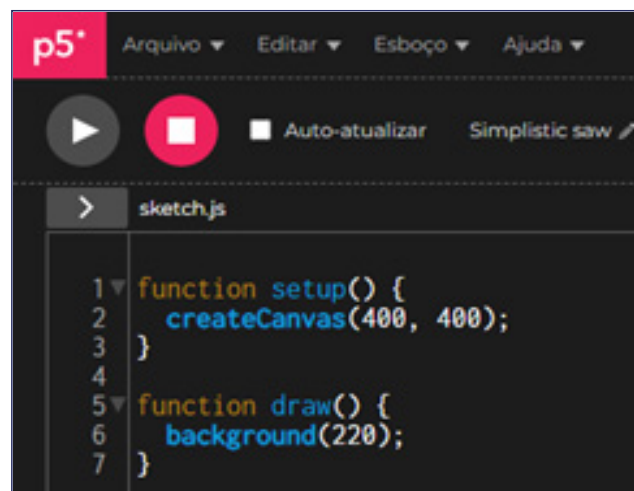 p5* Arquivo Editar Esboço Ajuda
Auto-atualizar Simplistic saw
sketch.js
1 function setup() {
2 createCanvas(400, 400);
3 }
4
5 function draw() {
6 background(220);
7 }